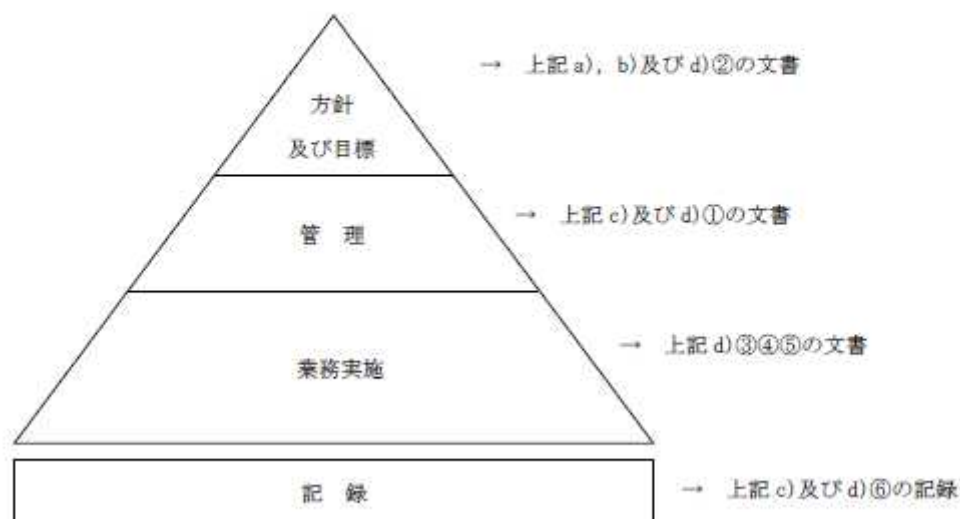 → 上記 a), b)及び d)②の文書
方針
及び目標
→ 上記 c)及び d)①の文書
管 理
→ 上記 d)③④⑤の文書
業務実施
記 録
→ 上記 c)及び d)⑥の記録